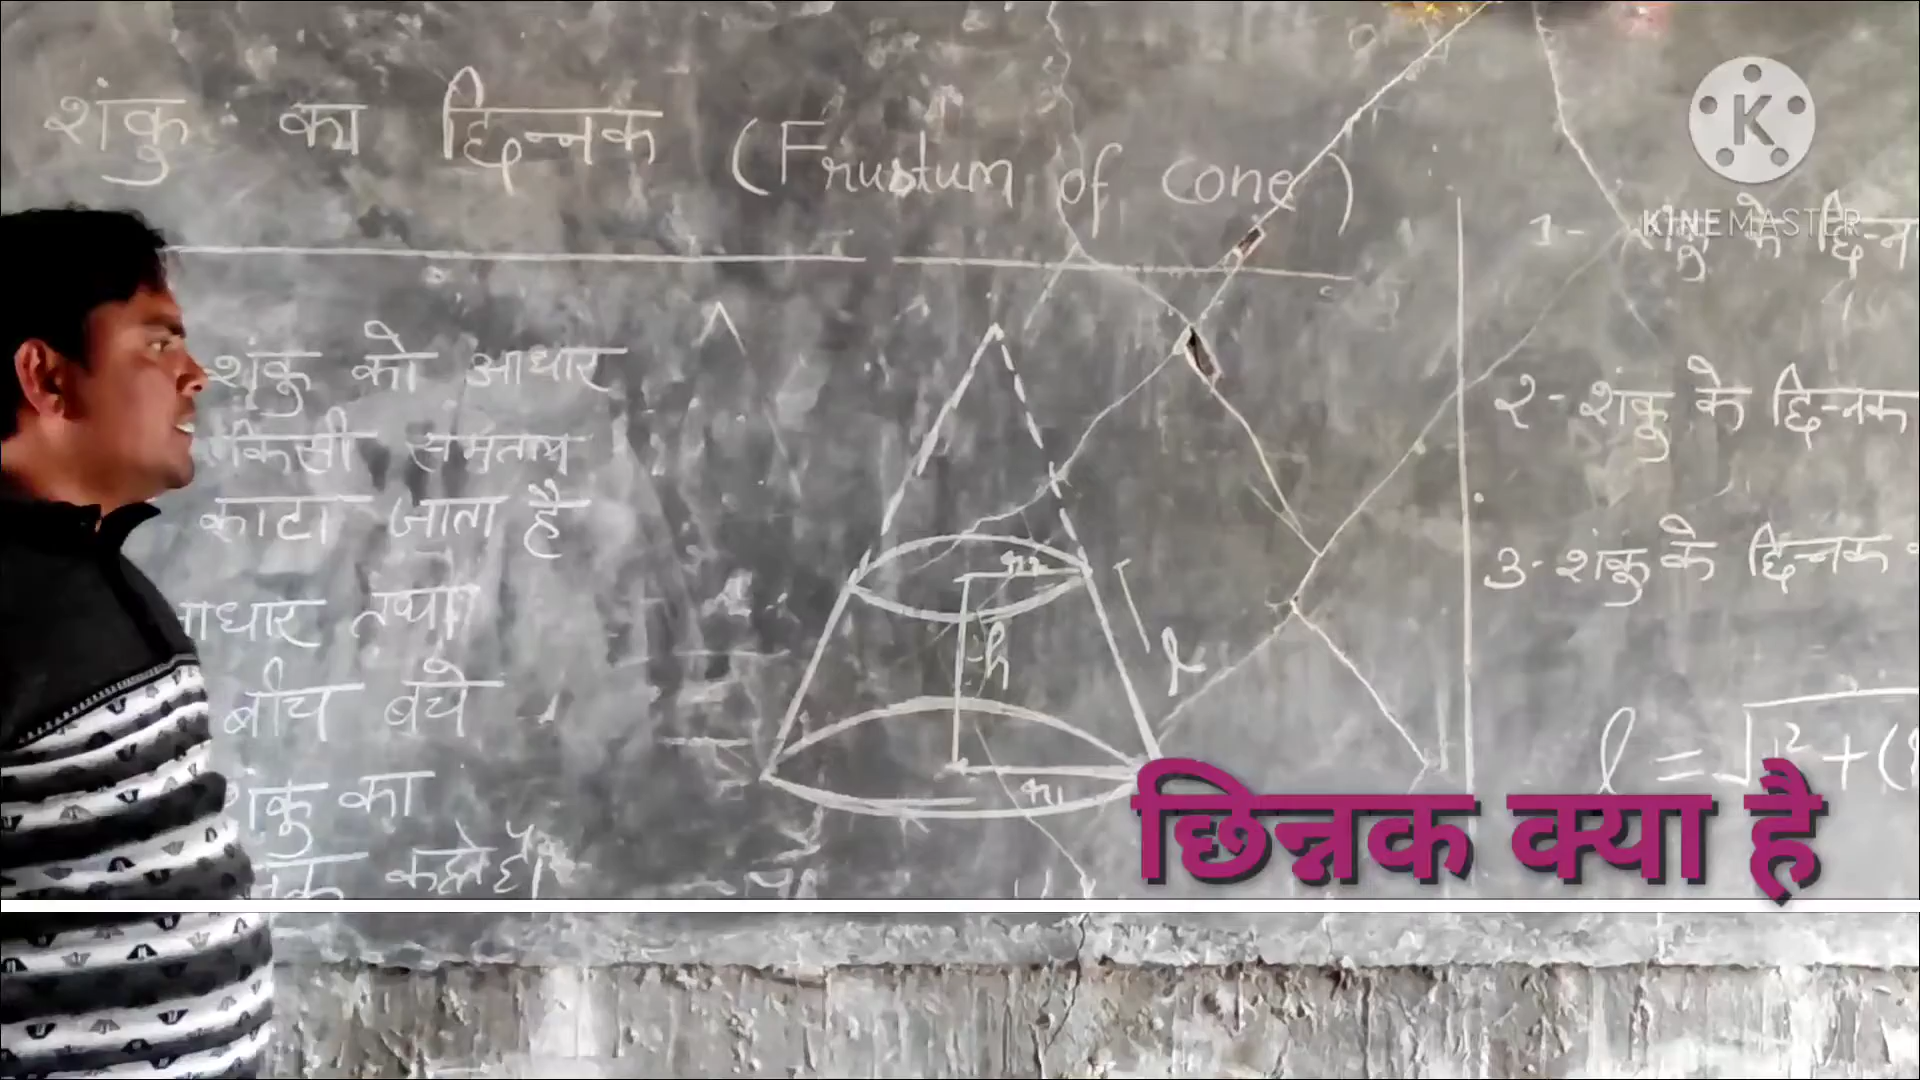 शंकु का छिन्नक (Frustum of cone)
शंकु को आधार
किसी समतल
काटा जाता है
आधार तथा
बीच बचे
शंकु का
कहते हैं।
r₂
h
l
r₁
1- के
२- शंकु के छिन्नक
3- शंकु के छिन्नक
l = √ ² + (
K
KINEMASTER
छिन्नक क्या है